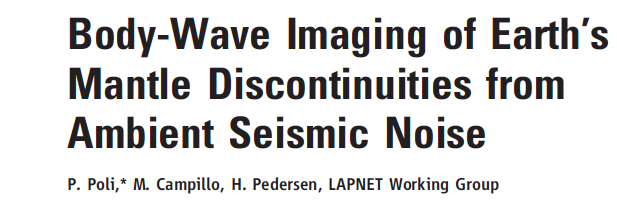 Body-Wave Imaging of Earth's
Mantle Discontinuities from
Ambient Seismic Noise
P. Poli,* M. Campillo, H. Pedersen, LAPNET Working Group